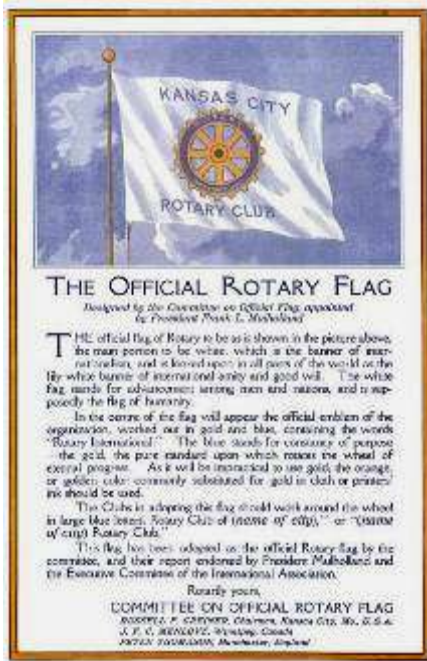 KANSAS CITY
ROTARY CLUB
THE OFFICIAL ROTARY FLAG
Designed by the Committee on Official Flag, appointed
by President Frank L. Mulholland
THE official flag of Rotary to be as is shown in the picture above,
the main portion to be white, which is the banner of inter-
nationalism, and is looked upon in all parts of the world as the
lily white banner of international amity and good will. The white
flag stands for advancement among men and nations, and is sup-
posedly the flag of humanity.
In the centre of the flag will appear the official emblem of the
organization, worked out in gold and blue, containing the words
"Rotary International." The blue stands for constancy of purpose
—the gold, the pure standard upon which rotates the wheel of
eternal progress. As it will be impractical to use gold, the orange,
or golden color commonly substituted for gold in cloth or printers'
ink should be used.
The Clubs in adopting this flag should work around the wheel
in large blue letters, Rotary Club of (name of city)," or "(name
of city) Rotary Club."
This flag has been adopted as the official Rotary flag by the
committee, and their report endorsed by President Mulholland and
the Executive Committee of the International Association.
Rotarily yours,
COMMITTEE ON OFFICIAL ROTARY FLAG
RUSSELL F. GREINER, Chairman, Kansas City, Mo., U.S.A.
J. F. C. MENLOVE, Winnipeg, Canada
PETER THOMASON, Manchester, England